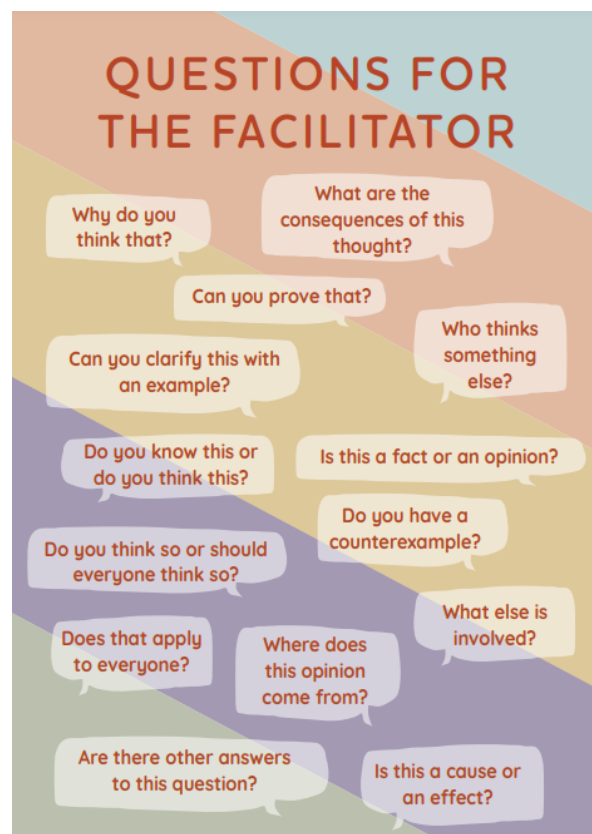 QUESTIONS FOR
THE FACILITATOR
Why do you
think that?
What are the
consequences of this
thought?
Can you prove that?
Who thinks
something
else?
Can you clarify this with
an example?
Do you know this or
do you think this?
Is this a fact or an opinion?
Do you have a
counterexample?
Do you think so or should
everyone think so?
What else is
involved?
Does that apply
to everyone?
Where does
this opinion
come from?
Are there other answers
to this question?
Is this a cause or
an effect?